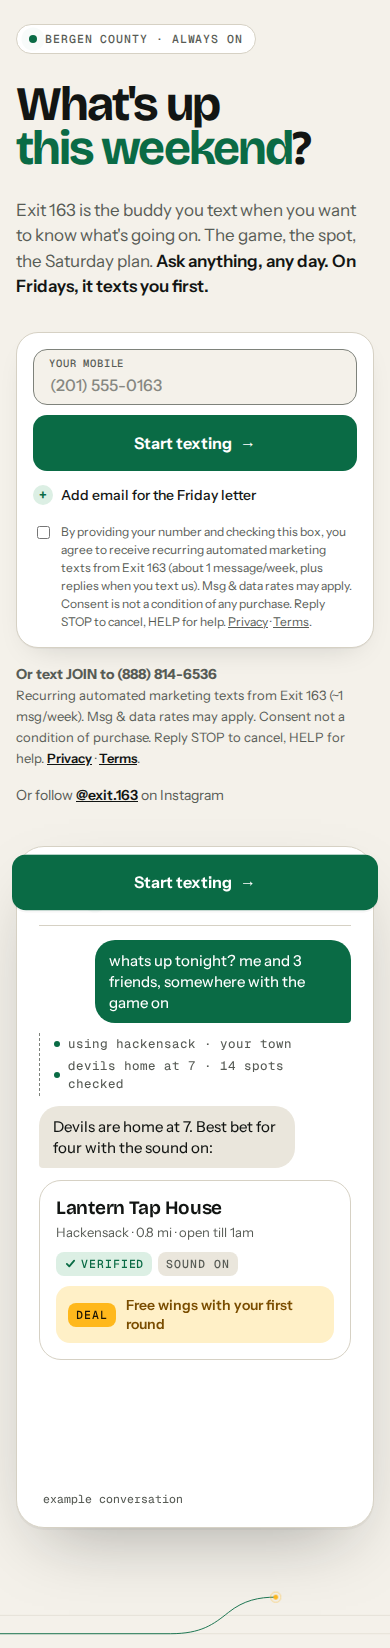 BERGEN COUNTY · ALWAYS ON
What's up
this weekend?
Exit 163 is the buddy you text when you want
to know what's going on. The game, the spot,
the Saturday plan. Ask anything, any day. On
Fridays, it texts you first.
YOUR MOBILE
(201) 555-0163
Start texting →
+ Add email for the Friday letter
By providing your number and checking this box, you
agree to receive recurring automated marketing
texts from Exit 163 (about 1 message/week, plus
replies when you text us). Msg & data rates may apply.
Consent is not a condition of any purchase. Reply
STOP to cancel, HELP for help. Privacy · Terms.
Or text JOIN to (888) 814-6536
Recurring automated marketing texts from Exit 163 (~1
msg/week). Msg & data rates may apply. Consent not a
condition of purchase. Reply STOP to cancel, HELP for
help. Privacy · Terms.
Or follow @exit.163 on Instagram
Start texting →
whats up tonight? me and 3
friends, somewhere with the
game on
using hackensack · your town
devils home at 7 · 14 spots
checked
Devils are home at 7. Best bet for
four with the sound on:
Lantern Tap House
Hackensack · 0.8 mi · open till 1am
✓ VERIFIED SOUND ON
DEAL Free wings with your first
round
example conversation